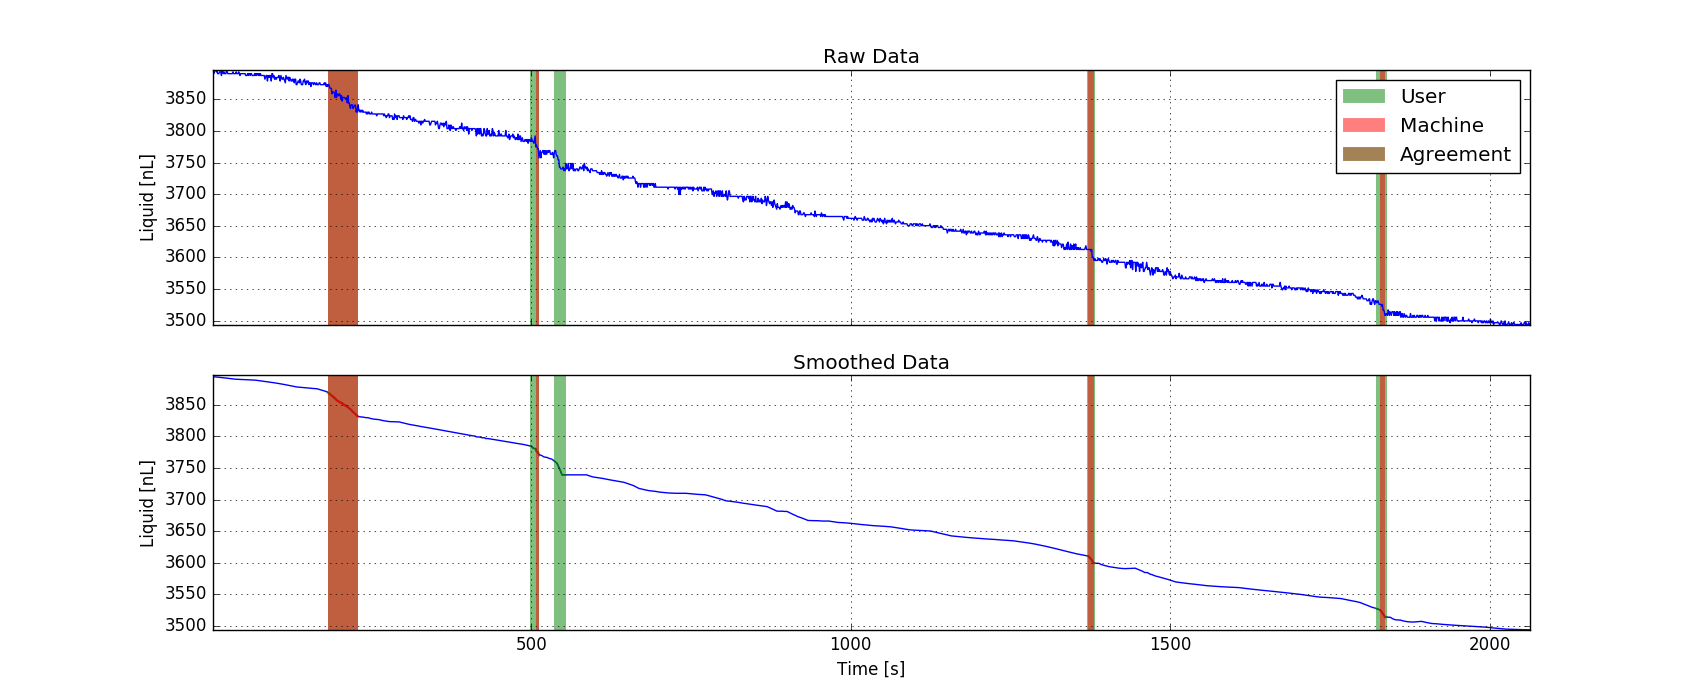 Raw Data
Liquid [nL]
3850
3800
3750
3700
3650
3600
3550
3500
User
Machine
Agreement
Smoothed Data
Liquid [nL]
3850
3800
3750
3700
3650
3600
3550
3500
500 1000 1500 2000
Time [s]